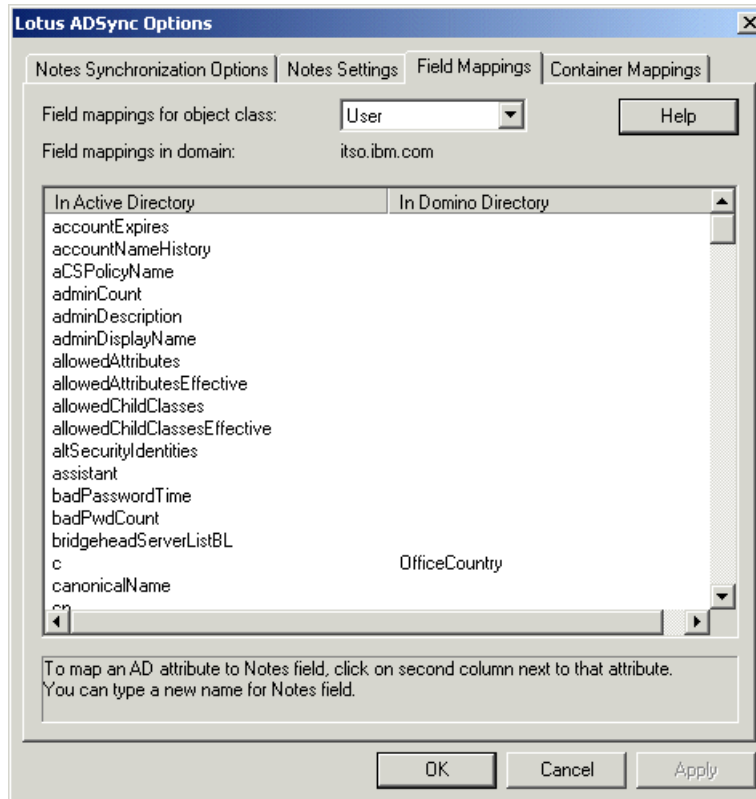 Lotus ADSync Options
Notes Synchronization Options Notes Settings Field Mappings Container Mappings
Field mappings for object class: User Help
Field mappings in domain: itso.ibm.com
In Active Directory In Domino Directory
accountExpires
accountNameHistory
aCSPolicyName
adminCount
adminDescription
adminDisplayName
allowedAttributes
allowedAttributesEffective
allowedChildClasses
allowedChildClassesEffective
altSecurityIdentities
assistant
badPasswordTime
badPwdCount
bridgeheadServerListBL
c OfficeCountry
canonicalName
cn
To map an AD attribute to Notes field, click on second column next to that attribute.
You can type a new name for Notes field.
OK Cancel Apply